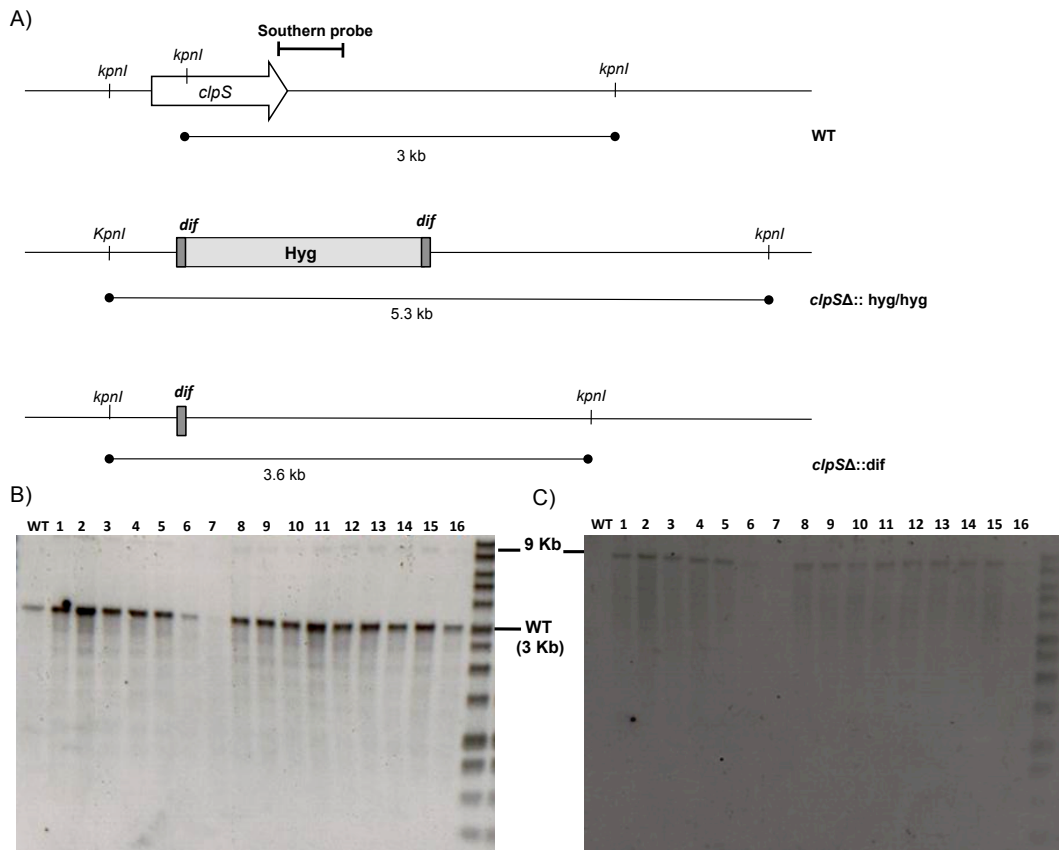 A)
Southern probe
kpnI
kpnI
kpnI
clpS
WT
3 kb
dif
dif
KpnI
kpnI
Hyg
clpSΔ:: hyg/hyg
5.3 kb
dif
kpnI
kpnI
clpSΔ::dif
3.6 kb
B)
C)
WT 1 2 3 4 5 6 7 8 9 10 11 12 13 14 15 16
9 Kb
WT
(3 Kb)
WT 1 2 3 4 5 6 7 8 9 10 11 12 13 14 15 16